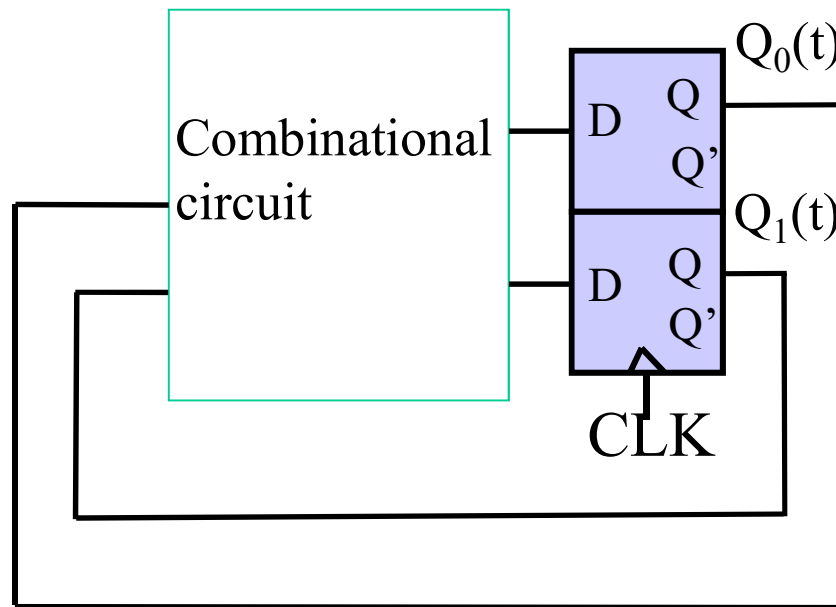 Q₀(t)
D Q
Q’
Combinational
circuit
Q₁(t)
D Q
Q’
CLK